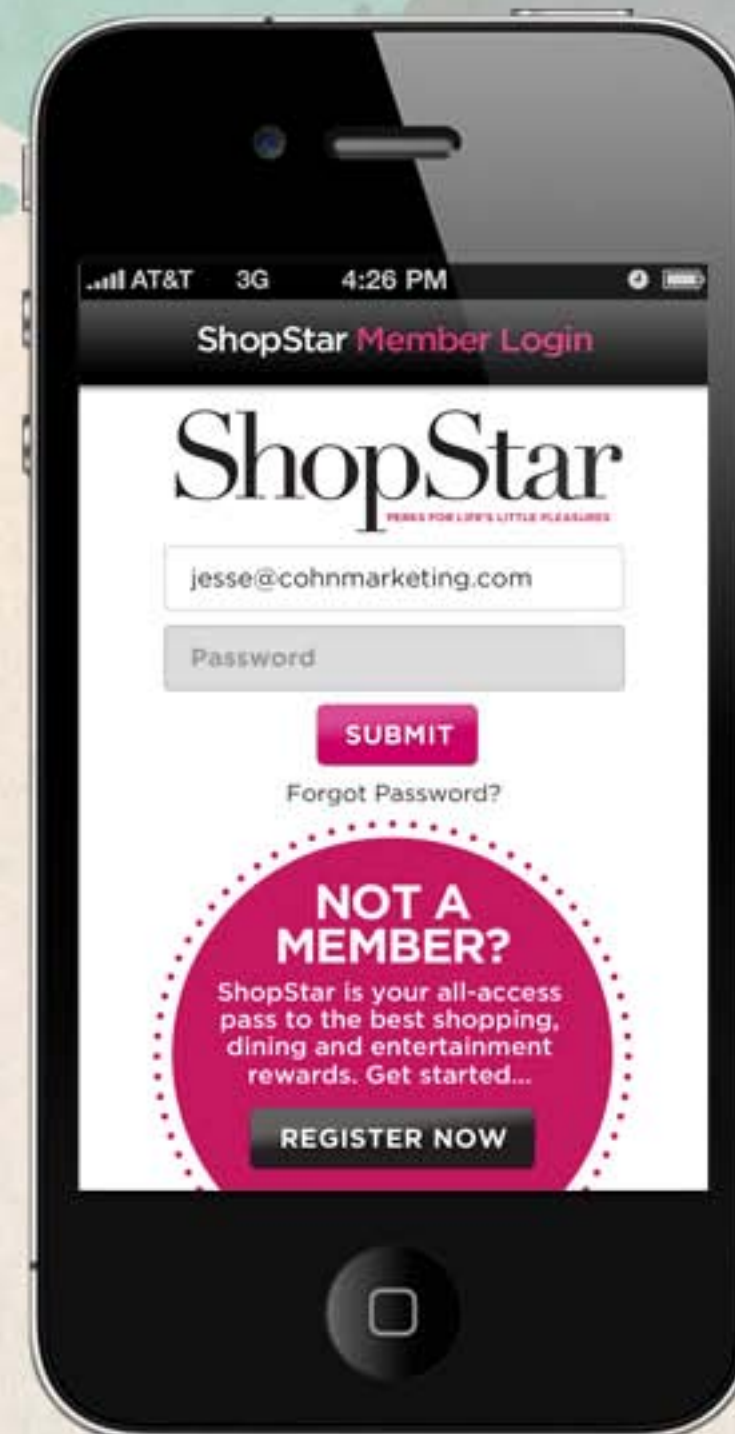 AT&T 3G 4:26 PM
ShopStar Member Login
ShopStar
PERKS FOR LIFE'S LITTLE PLEASURES
jesse@cohnmarketing.com
Password
SUBMIT
Forgot Password?
NOT A
MEMBER?
ShopStar is your all-access
pass to the best shopping,
dining and entertainment
rewards. Get started...
REGISTER NOW